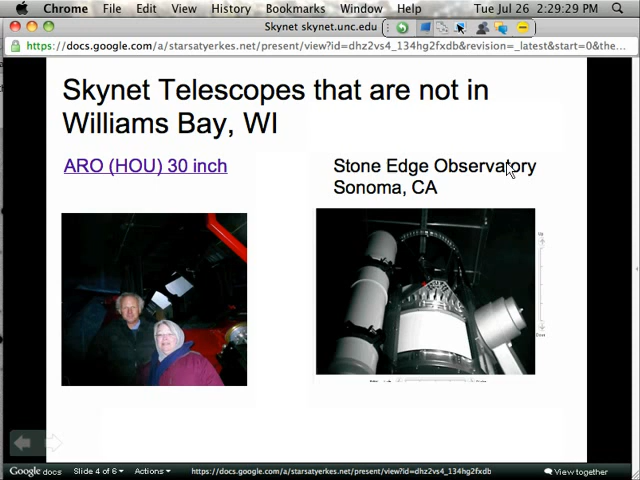 Chrome File Edit View History Bookmarks Window Tue Jul 26 2:29:29 PM
Skynet skynet.unc.edu
https://docs.google.com/a/starsatyerkes.net/present/view?id=dhz2vs4_134hg2fxdb&revision=_latest&start=0&the...
Skynet Telescopes that are not in
Williams Bay, WI
ARO (HOU) 30 inch
Stone Edge Observatory
Sonoma, CA
Google docs Slide 4 of 6 Actions https://docs.google.com/a/starsatyerkes.net/present/view?id=dhz2vs4_134hg2fxdb View together